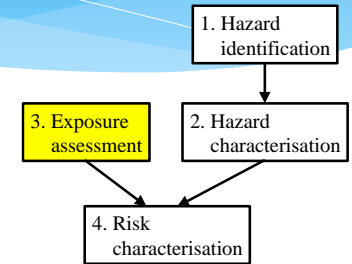 1. Hazard
identification
3. Exposure
assessment
2. Hazard
characterisation
4. Risk
characterisation